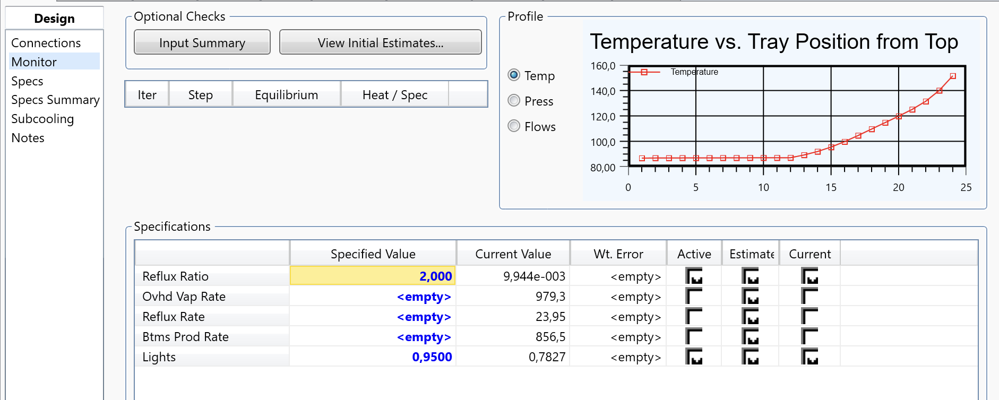 Design
Connections
Monitor
Specs
Specs Summary
Subcooling
Notes
Optional Checks
Input Summary
View Initial Estimates...
Iter Step Equilibrium Heat / Spec
Profile
Temp
Press
Flows
Temperature vs. Tray Position from Top
Temperature
160,0
140,0
120,0
100,0
80,00
0 5 10 15 20 25
Specifications
Specified Value Current Value Wt. Error Active Estimate Current
Reflux Ratio 2,000 9,944e-003 <empty>
Ovhd Vap Rate <empty> 979,3 <empty>
Reflux Rate <empty> 23,95 <empty>
Btms Prod Rate <empty> 856,5 <empty>
Lights 0,9500 0,7827 <empty>